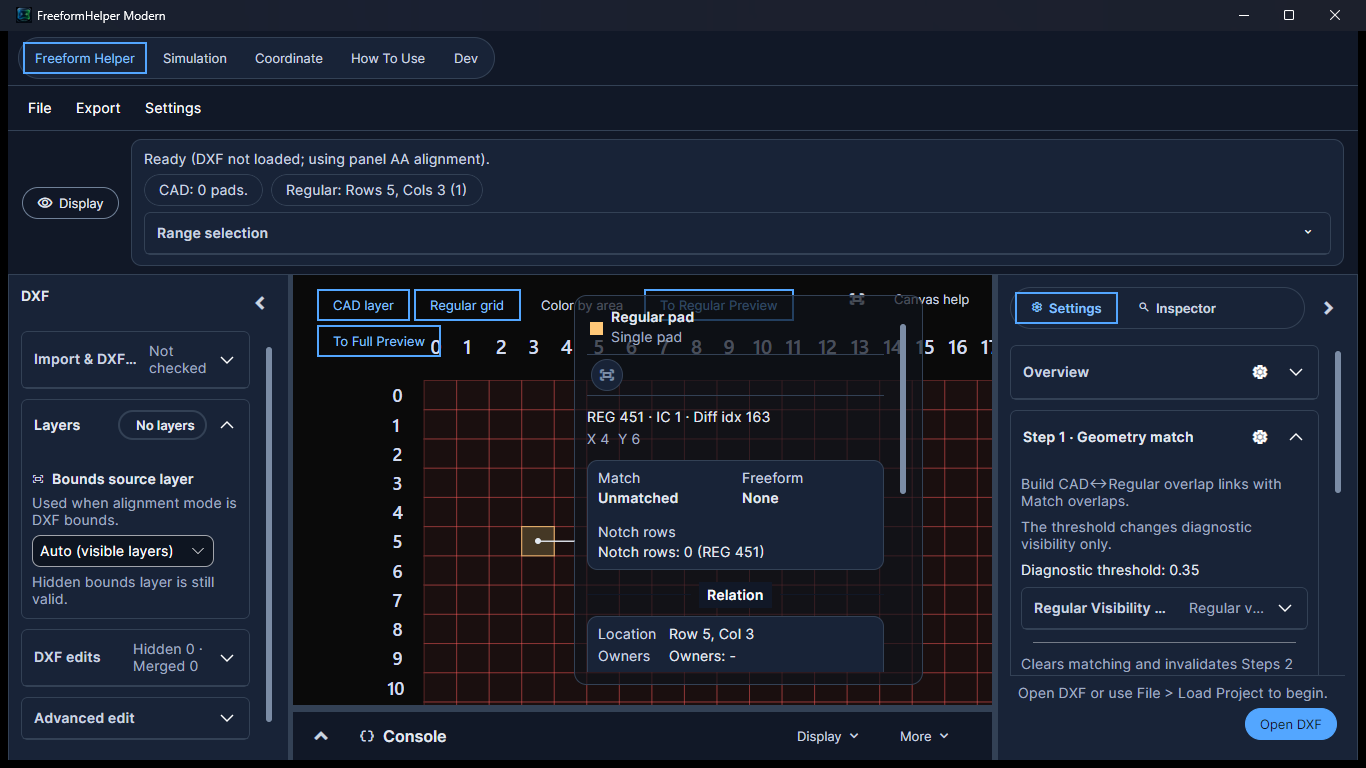 FreeformHelper Modern
Freeform Helper Simulation Coordinate How To Use Dev
File Export Settings
Display
Ready (DXF not loaded; using panel AA alignment).
CAD: 0 pads. Regular: Rows 5, Cols 3 (1)
Range selection
DXF
Import & DXF... Not checked
Layers No layers
Bounds source layer
Used when alignment mode is
DXF bounds.
Auto (visible layers)
Hidden bounds layer is still
valid.
DXF edits Hidden 0 ·
Merged 0
Advanced edit
CAD layer Regular grid Color by area To Regular Preview Canvas help
To Full Preview
0 1 2 3 4 5 6 7 8 9 10 11 12 13 14 15 16
0
1
2
3
4
5
6
7
8
9
10
Regular pad
Single pad
REG 451 · IC 1 · Diff idx 163
X 4 Y 6
Match Freeform
Unmatched None
Notch rows
Notch rows: 0 (REG 451)
Relation
Location Row 5, Col 3
Owners Owners: -
Console Display More
Settings Inspector
Overview
Step 1 · Geometry match
Build CAD↔Regular overlap links with
Match overlaps.
The threshold changes diagnostic
visibility only.
Diagnostic threshold: 0.35
Regular Visibility ... Regular v...
Clears matching and invalidates Steps 2
Open DXF or use File > Load Project to begin.
Open DXF